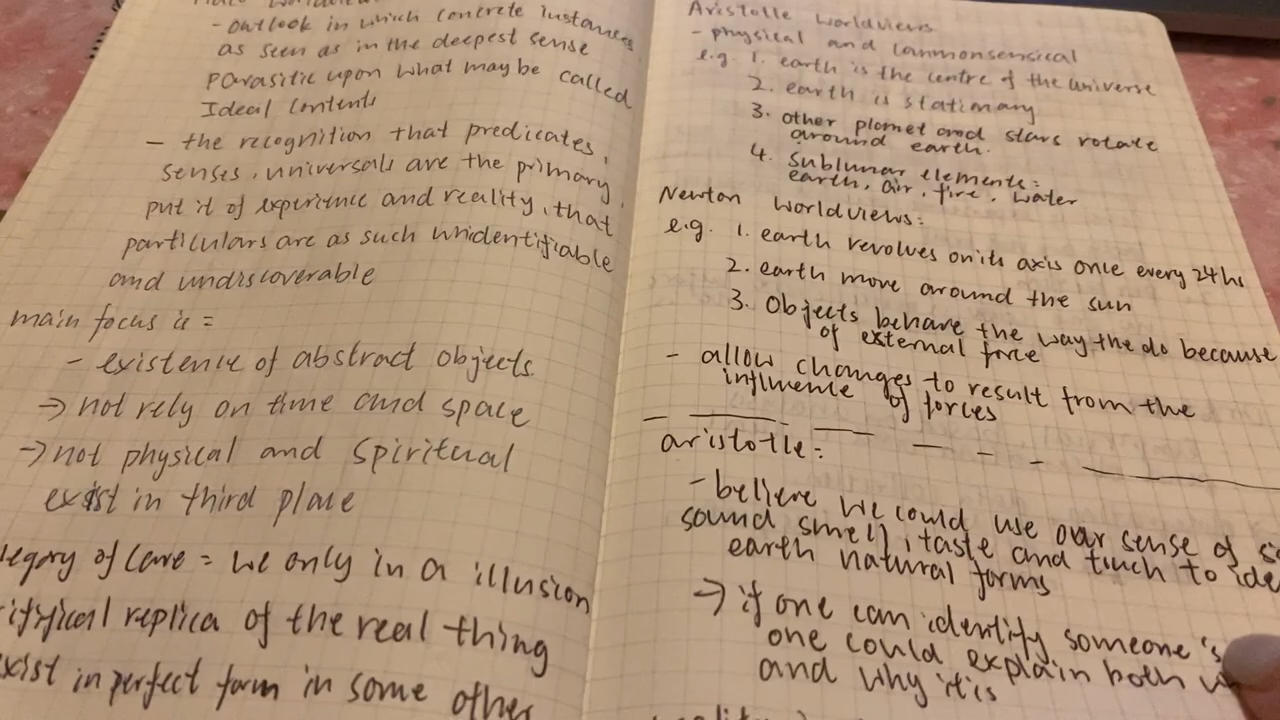 - outlook in which concrete instances
as seen as in the deepest sense
parasitic upon what may be called
Ideal Contents
- the recognition that predicates,
senses, universals are the primary
put it of experience and reality, that
particulars are as such unidentifiable
and undiscoverable
main focus is =
- existence of abstract objects
→ not rely on time and space
→ not physical and spiritual
exist in third plane
of Cave = we only in a illusion
replica of the real thing
exist in perfect form in some other
Aristolle worldviews
- physical and commonsensical
e.g. 1. earth is the centre of the universe
2. earth is stationary
3. other planet and stars rotate
around earth.
4. Sublunar elements:
earth, air, fire, water
Newton worldviews:
e.g. 1. earth revolves on its axis once every 24hs
2. earth move around the sun
3. Objects behave the way the do because
of external force
- allow changes to result from the
influence of forces
aristotle:
- believe we could use our sense of
sound smell, taste and touch to
earth natural forms
→ if one can identify someone's
one could explain both
and why it is